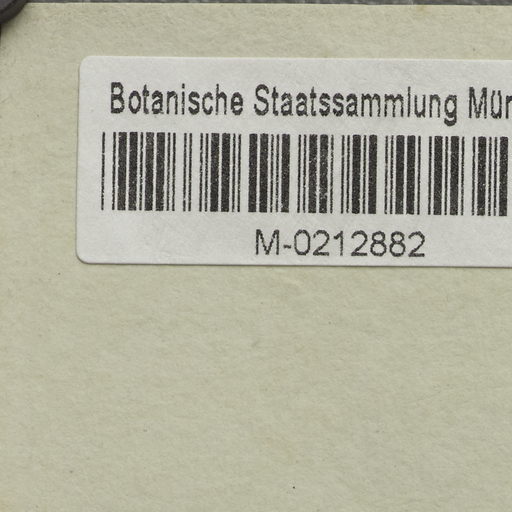 Botanische Staatssammlung Mün
M-0212882